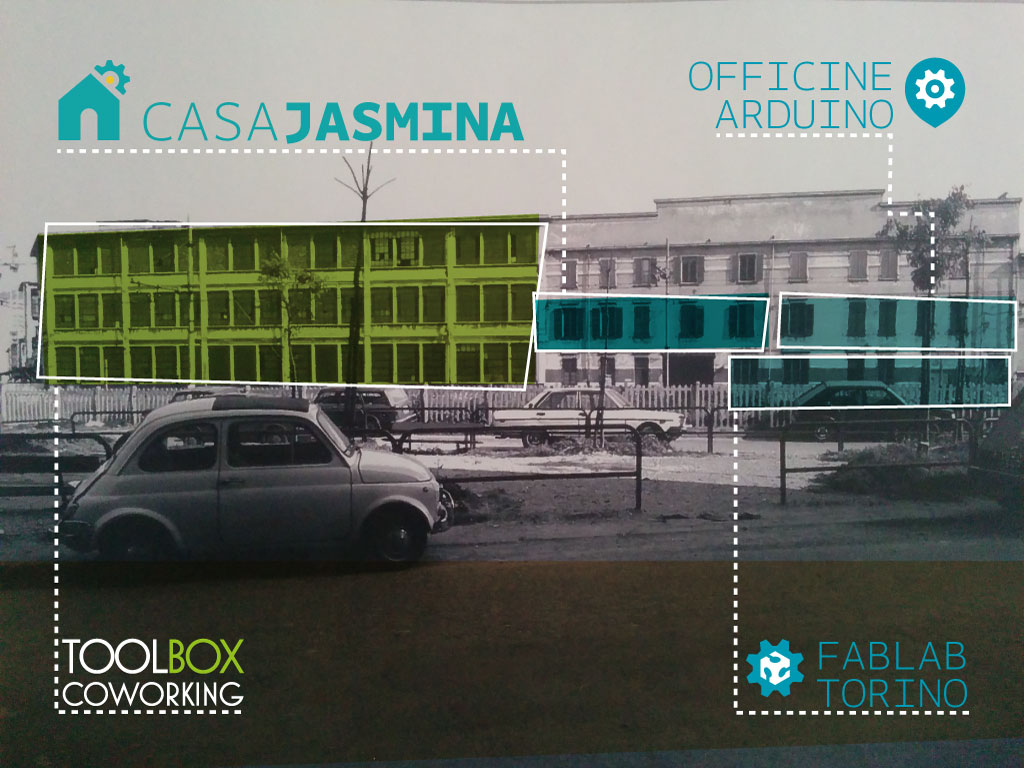 CASAJASMINA
OFFICINE
ARDUINO
TOOLBOX
COWORKING
FABLAB
TORINO